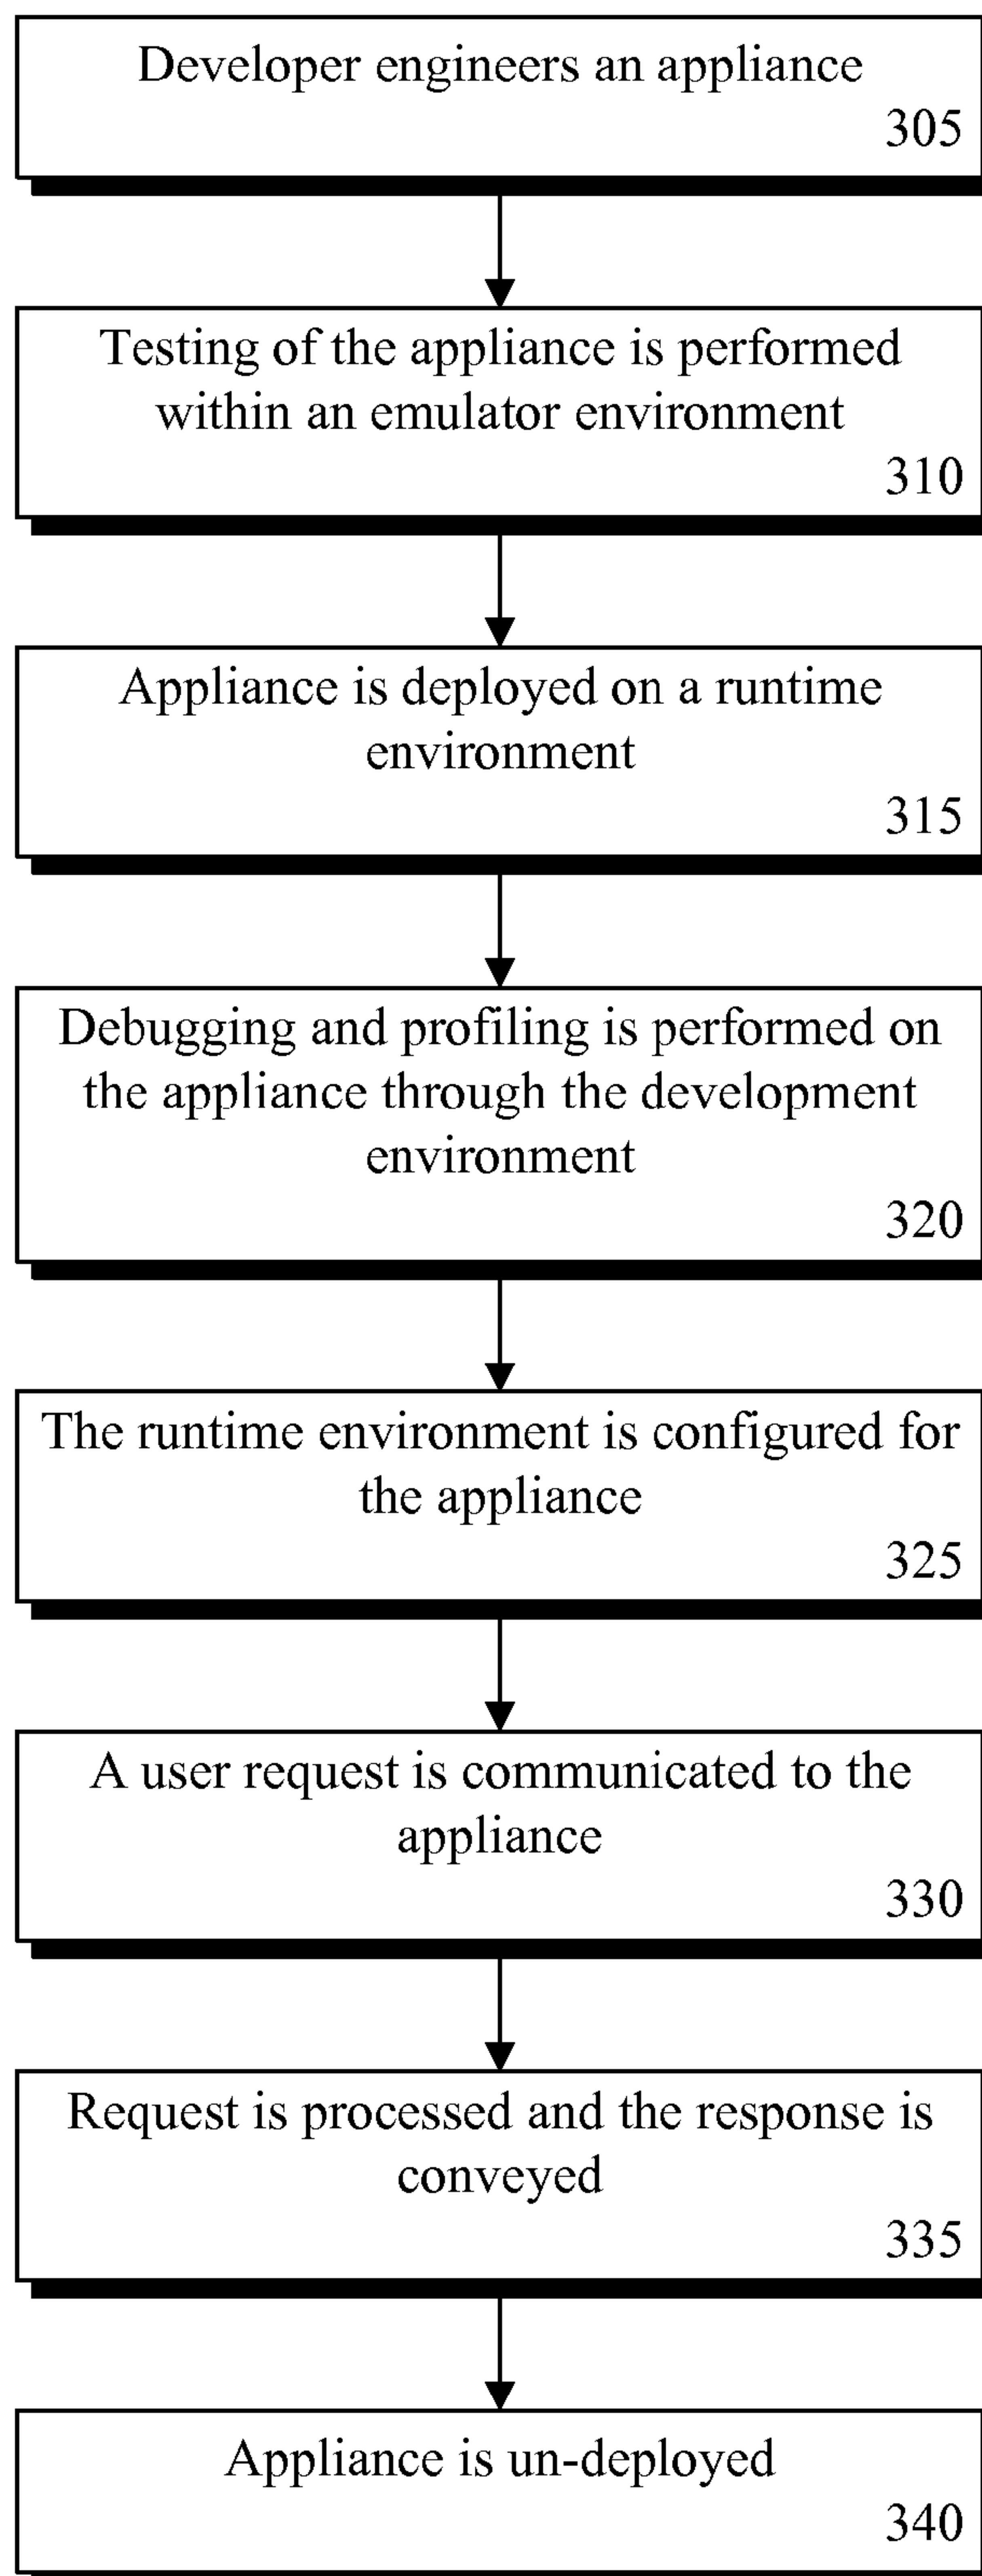 Developer engineers an appliance
305
Testing of the appliance is performed
within an emulator environment
310
Appliance is deployed on a runtime
environment
315
Debugging and profiling is performed on
the appliance through the development
environment
320
The runtime environment is configured for
the appliance
325
A user request is communicated to the
appliance
330
Request is processed and the response is
conveyed
335
Appliance is un-deployed
340